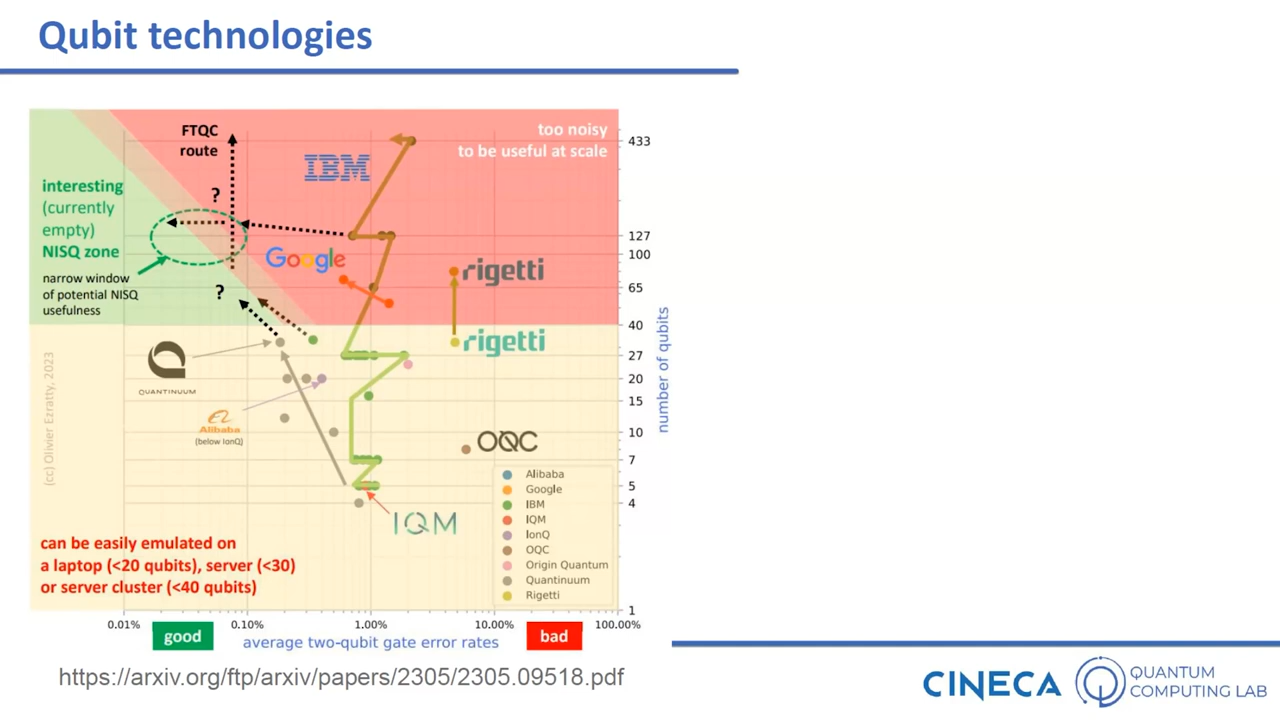 Qubit technologies
FTQC
route
too noisy
to be useful at scale
IBM
433
interesting
(currently
empty)
NISQ zone
?
127
Google
100
narrow window
of potential NISQ
usefulness
rigetti
?
65
40
rigetti
27
QUANTINUUM
20
15
Alibaba
(below IonQ)
10
OQC
7
5
4
IQM
1
number of qubits
(cc) Olivier Ezratty, 2023
Alibaba
Google
IBM
IQM
IonQ
OQC
Origin Quantum
Quantinuum
Rigetti
can be easily emulated on
a laptop (<20 qubits), server (<30)
or server cluster (<40 qubits)
0.01% 0.10% 1.00% 10.00% 100.00%
good average two-qubit gate error rates bad
https://arxiv.org/ftp/arxiv/papers/2305/2305.09518.pdf
CINECA
QUANTUM
COMPUTING LAB